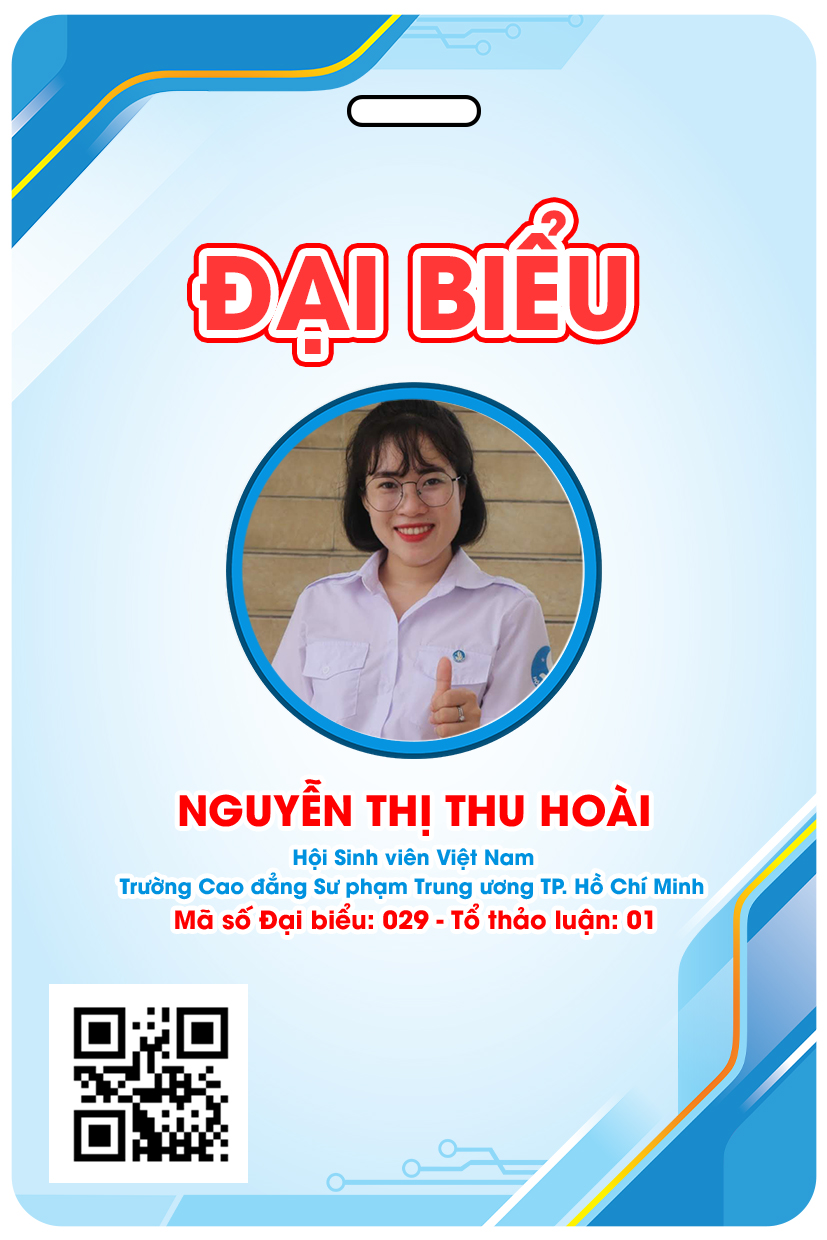 ĐẠI BIỂU
NGUYỄN THỊ THU HOÀI
Hội Sinh viên Việt Nam
Trường Cao đẳng Sư phạm Trung ương TP. Hồ Chí Minh
Mã số Đại biểu: 029 - Tổ thảo luận: 01